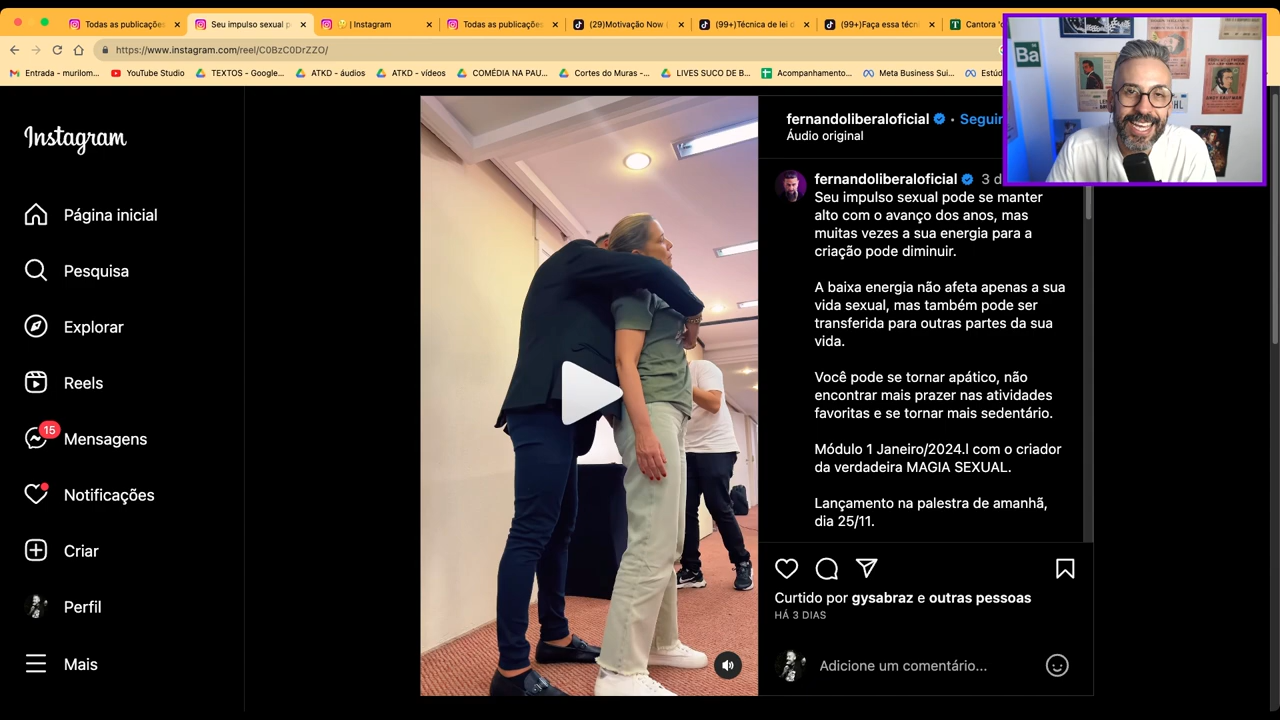 Todas as publicaçõe
Seu impulso sexual p
| Instagram
Todas as publicaçõe
(29)Motivação Now
(99+)Técnica de lei d
(99+)Faça essa técn
Cantora
https://www.instagram.com/reel/C0BzC0DrZZO/
Entrada - murilom...
YouTube Studio
TEXTOS - Google...
ATKD - áudios
ATKD - vídeos
COMÉDIA NA PAU...
Cortes do Muras -...
LIVES SUCO DE B...
Acompanhamento...
Meta Business Sui...
Estúd
Ba
Instagram
Página inicial
Pesquisa
Explorar
Reels
15
Mensagens
Notificações
Criar
Perfil
Mais
fernandoliberaloficial • Seguir
Áudio original
fernandoliberaloficial 3 d
Seu impulso sexual pode se manter
alto com o avanço dos anos, mas
muitas vezes a sua energia para a
criação pode diminuir.
A baixa energia não afeta apenas a sua
vida sexual, mas também pode ser
transferida para outras partes da sua
vida.
Você pode se tornar apático, não
encontrar mais prazer nas atividades
favoritas e se tornar mais sedentário.
Módulo 1 Janeiro/2024.l com o criador
da verdadeira MAGIA SEXUAL.
Lançamento na palestra de amanhã,
dia 25/11.
Curtido por gysabraz e outras pessoas
HÁ 3 DIAS
Adicione um comentário...